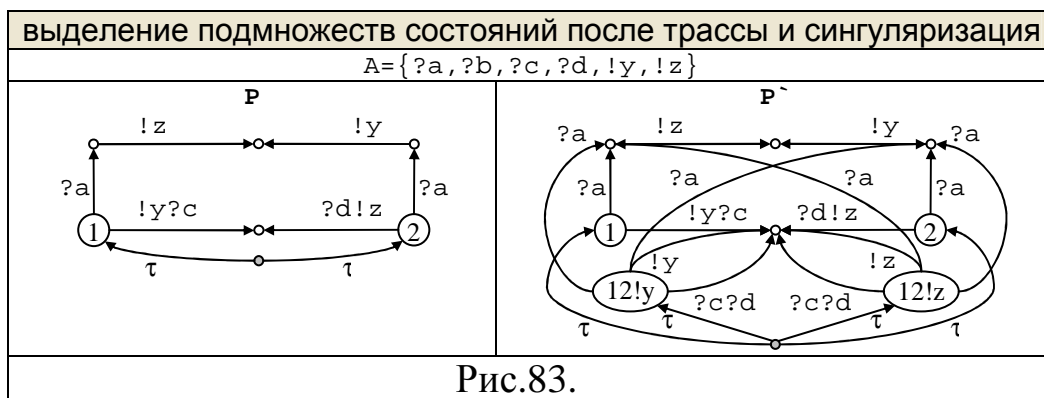 выделение подмножеств состояний после трассы и сингуляризация
A={?a,?b,?c,?d,!y,!z}
P
!z !y
?a ?a
!y?c ?d!z
1 2
τ τ
P`
?a !z !y ?a
?a ?a ?a ?a
!y?c ?d!z
1 2
!y !z
12!y ?c?d ?c?d 12!z
τ τ τ τ
Рис.83.